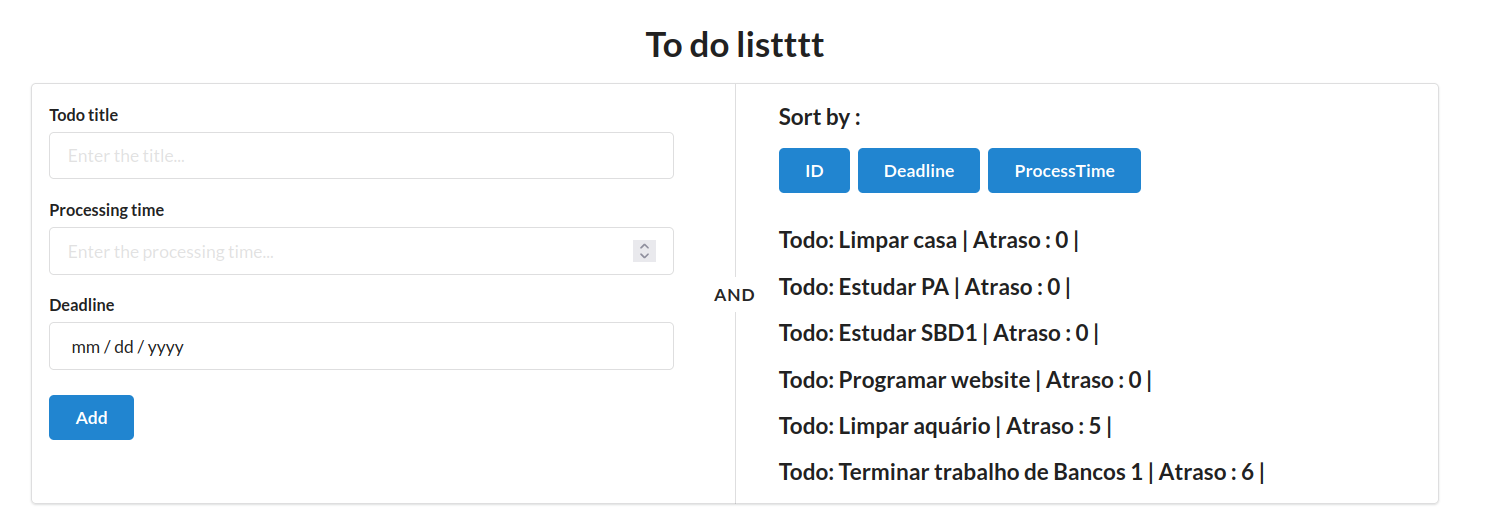 To do listttt
Todo title
Enter the title...
Processing time
Enter the processing time...
Deadline
mm / dd / yyyy
Add
AND
Sort by :
ID Deadline ProcessTime
Todo: Limpar casa | Atraso : 0 |
Todo: Estudar PA | Atraso : 0 |
Todo: Estudar SBD1 | Atraso : 0 |
Todo: Programar website | Atraso : 0 |
Todo: Limpar aquário | Atraso : 5 |
Todo: Terminar trabalho de Bancos 1 | Atraso : 6 |